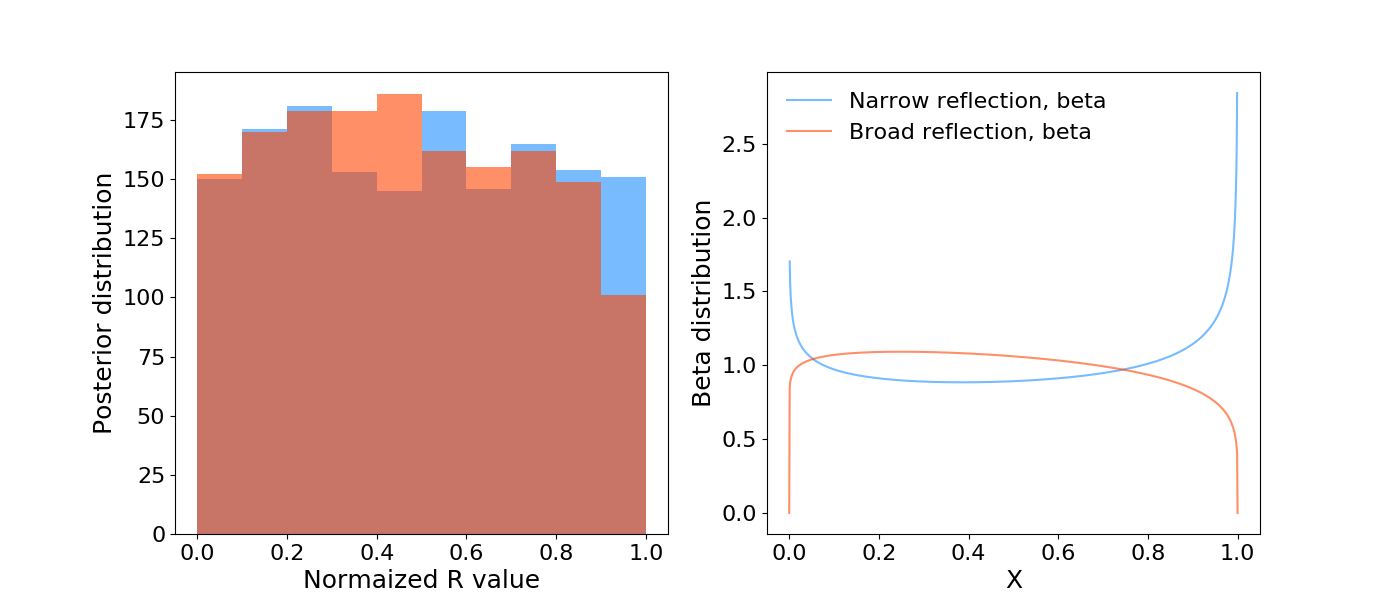 Posterior distribution
175
150
125
100
75
50
25
0
0.0 0.2 0.4 0.6 0.8 1.0
Normaized R value
Beta distribution
2.5
2.0
1.5
1.0
0.5
0.0
Narrow reflection, beta
Broad reflection, beta
0.0 0.2 0.4 0.6 0.8 1.0
X